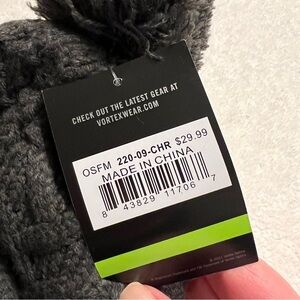 CHECK OUT THE LATEST GEAR AT
VORTEXWEAR.COM
OSFM 220-09-CHR $29.99
MADE IN CHINA
8 43829 11706 7